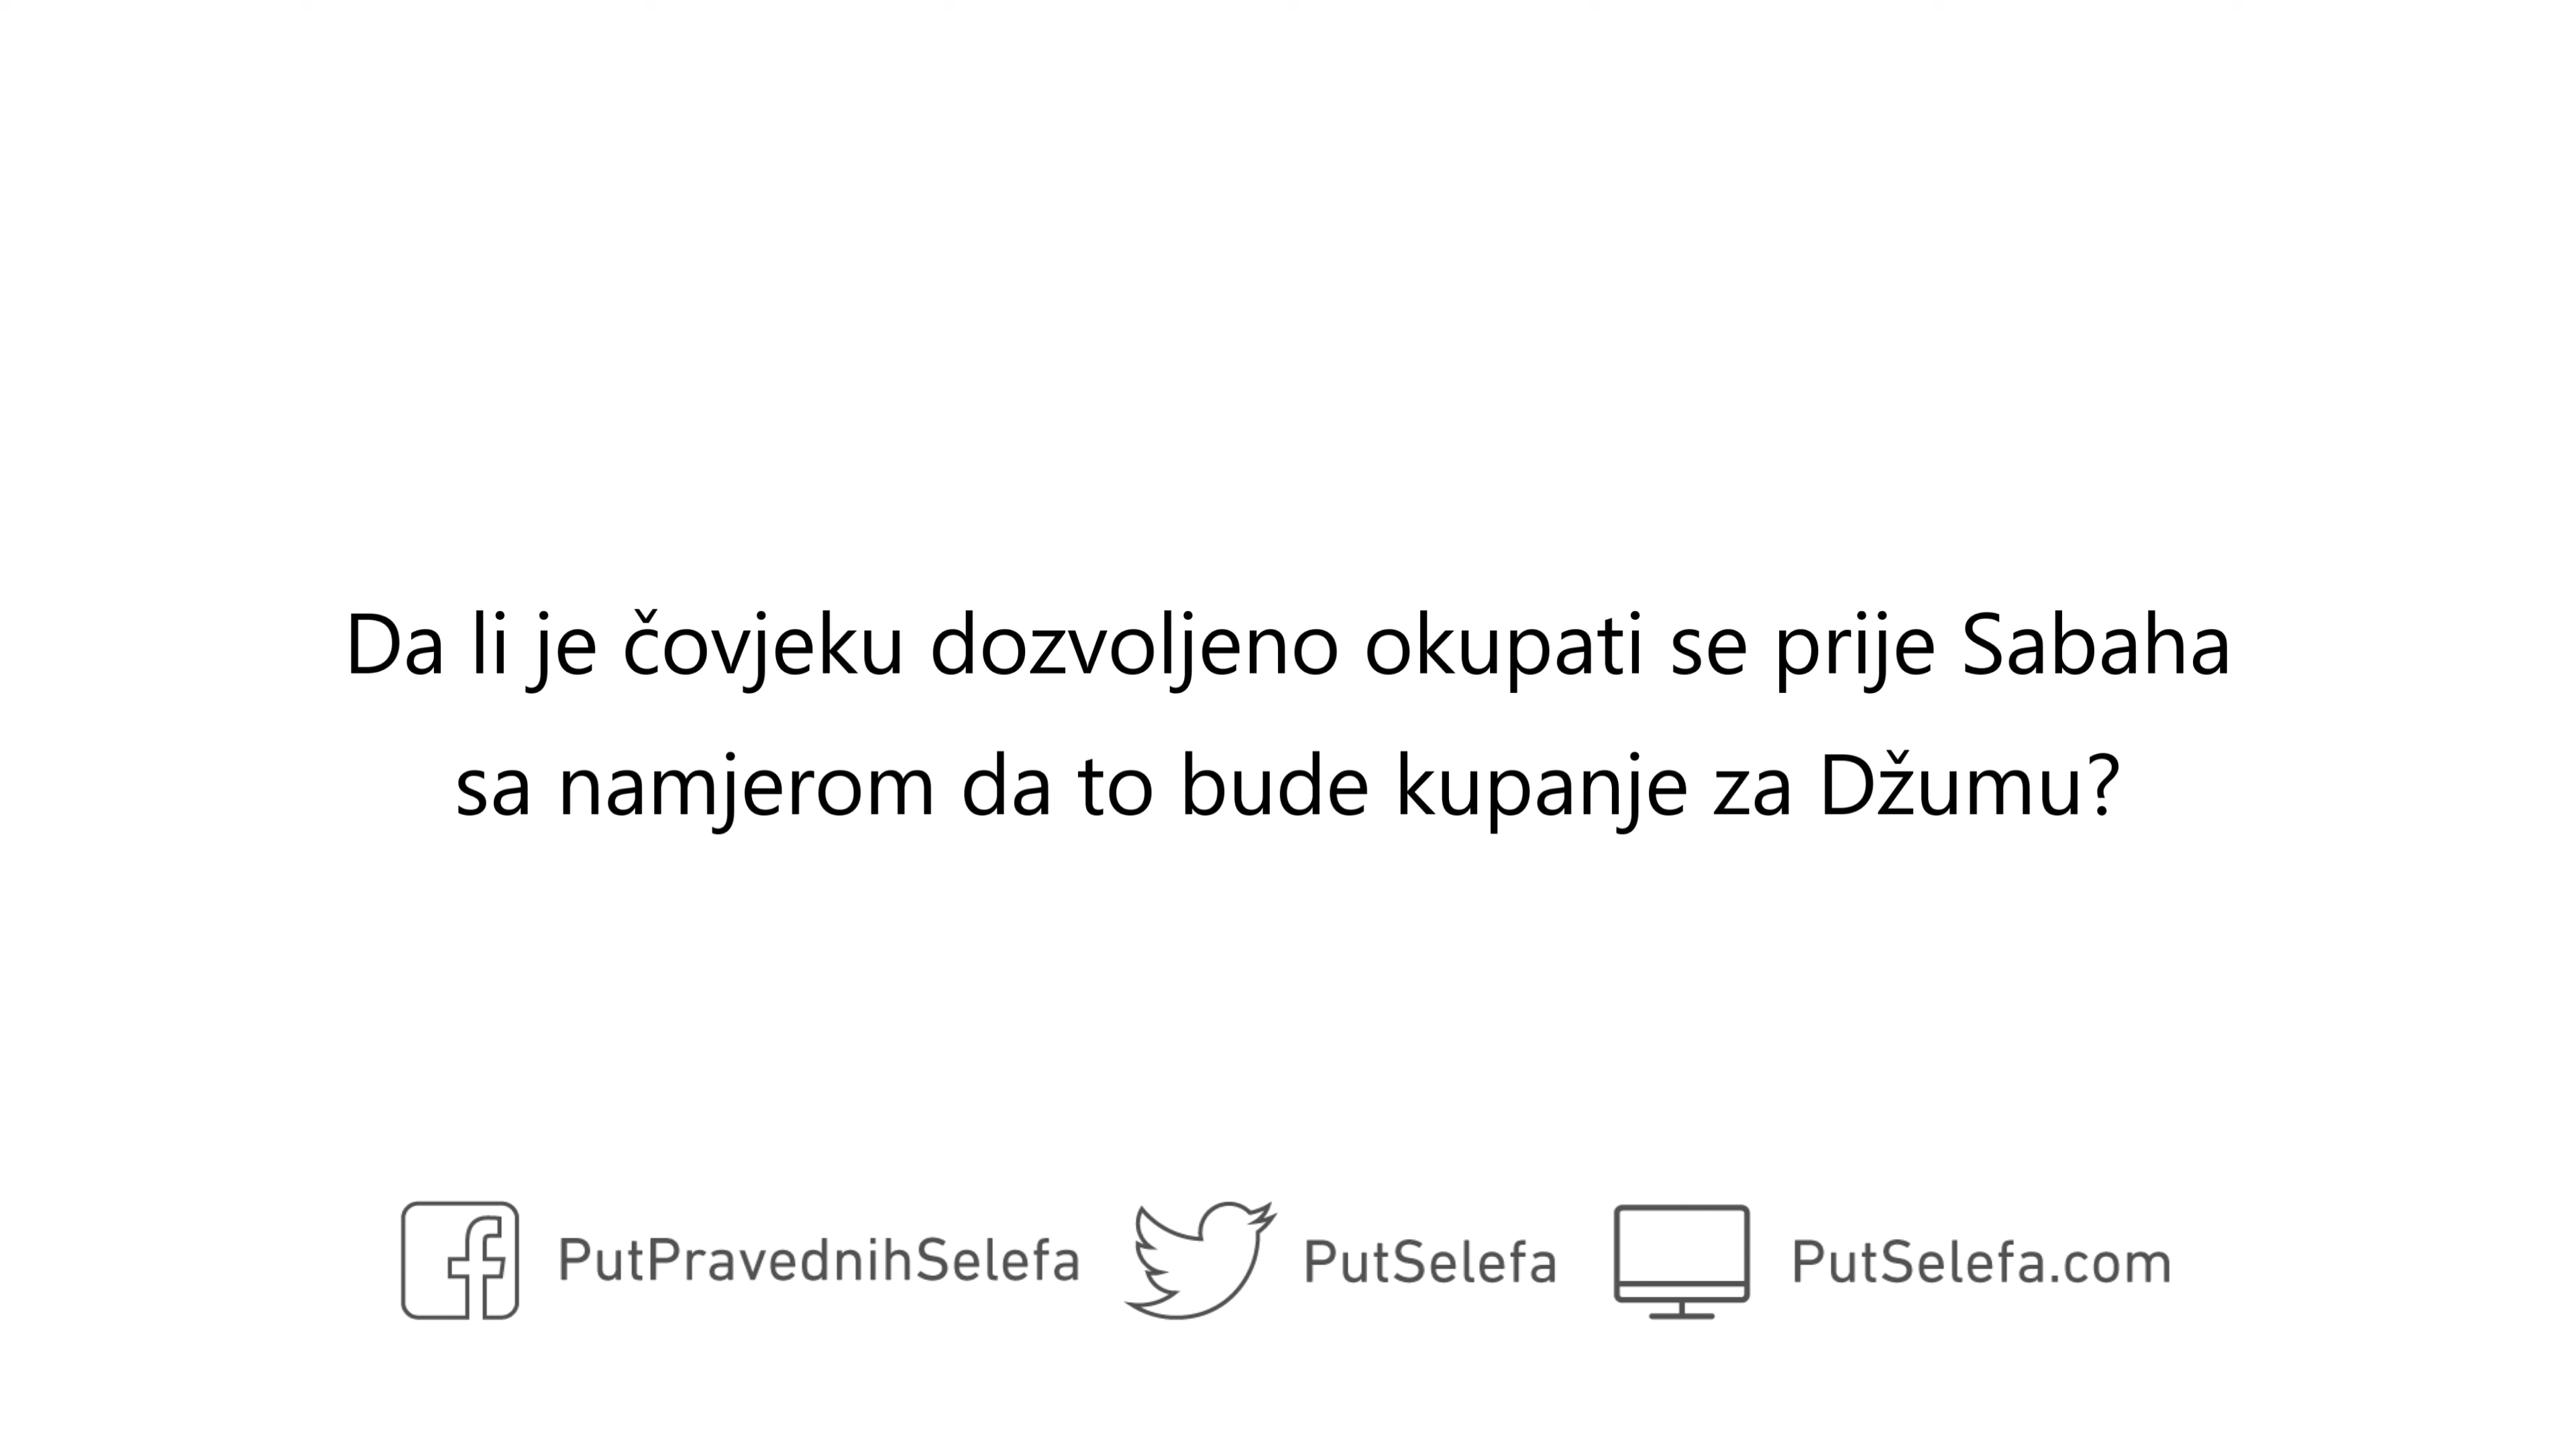 Da li je čovjeku dozvoljeno okupati se prije Sabaha
sa namjerom da to bude kupanje za Džumu?
PutPravednihSelefa PutSelefa PutSelefa.com